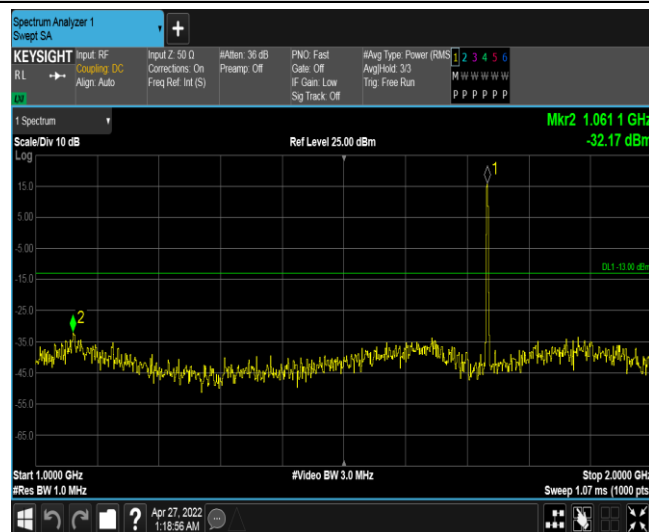 Spectrum Analyzer 1
Swept SA
KEYSIGHT Input: RF Input Z: 50 Ω #Atten: 36 dB PNO: Fast #Avg Type: Power (RMS 1 2 3 4 5 6
RL Coupling: DC Corrections: On Preamp: Off Gate: Off Avg|Hold: 3/3 M W W W W W
Align: Auto Freq Ref: Int (S) IF Gain: Low Trig: Free Run P P P P P P
Sig Track: Off
1 Spectrum Mkr2 1.061 1 GHz
Scale/Div 10 dB Ref Level 25.00 dBm -32.17 dBm
Log
1
15.0
5.00
-5.00
DL1 -13.00 dBm
-15.0
-25.0
2
-35.0
-45.0
-55.0
-65.0
Start 1.0000 GHz #Video BW 3.0 MHz Stop 2.0000 GHz
#Res BW 1.0 MHz Sweep 1.07 ms (1000 pts
? Apr 27, 2022
1:18:56 AM